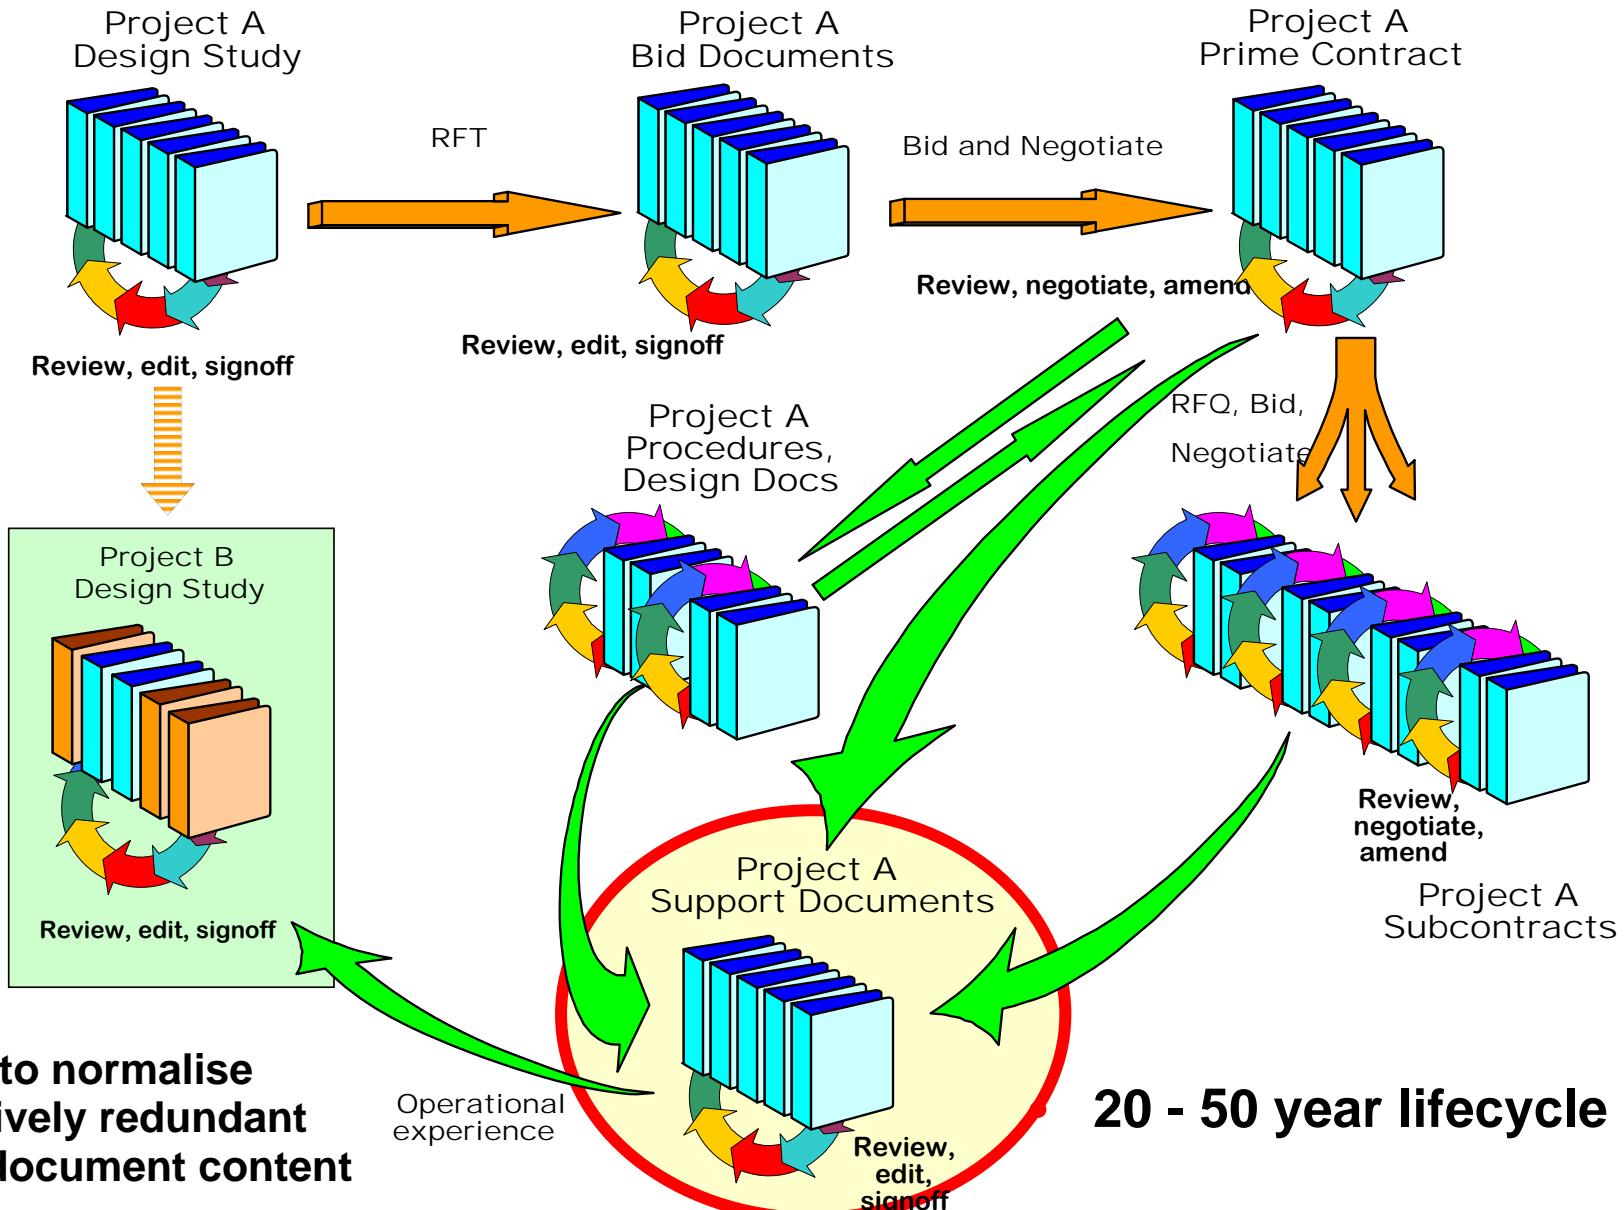 Project A
Design Study
Project A
Bid Documents
Project A
Prime Contract
RFT
Bid and Negotiate
Review, edit, signoff
Review, edit, signoff
Review, negotiate, amend
RFQ, Bid,
Negotiate
Project A
Procedures,
Design Docs
Project B
Design Study
Review, edit, signoff
Review,
negotiate,
amend
Project A
Subcontracts
Project A
Support Documents
Review,
edit,
signoff
Operational
experience
to normalise
ively redundant
document content
20 - 50 year lifecycle